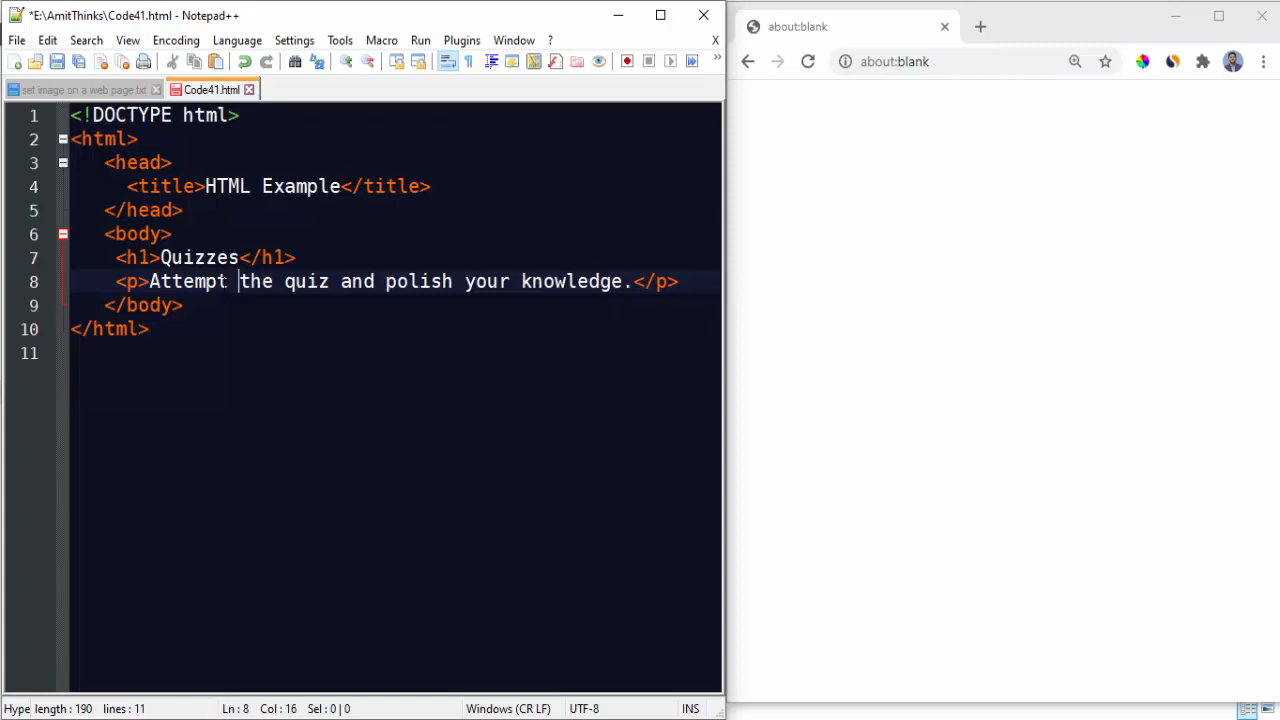 *E:\AmitThinks\Code41.html - Notepad++
File Edit Search View Encoding Language Settings Tools Macro Run Plugins Window ? X
set image on a web page.txt Code41.html
1 <!DOCTYPE html>
2 <html>
3 <head>
4 <title>HTML Example</title>
5 </head>
6 <body>
7 <h1>Quizzes</h1>
8 <p>Attempt the quiz and polish your knowledge.</p>
9 </body>
10 </html>
11
Hype length : 190 lines : 11 Ln : 8 Col : 16 Sel : 0 | 0 Windows (CR LF) UTF-8 INS
about:blank
about:blank